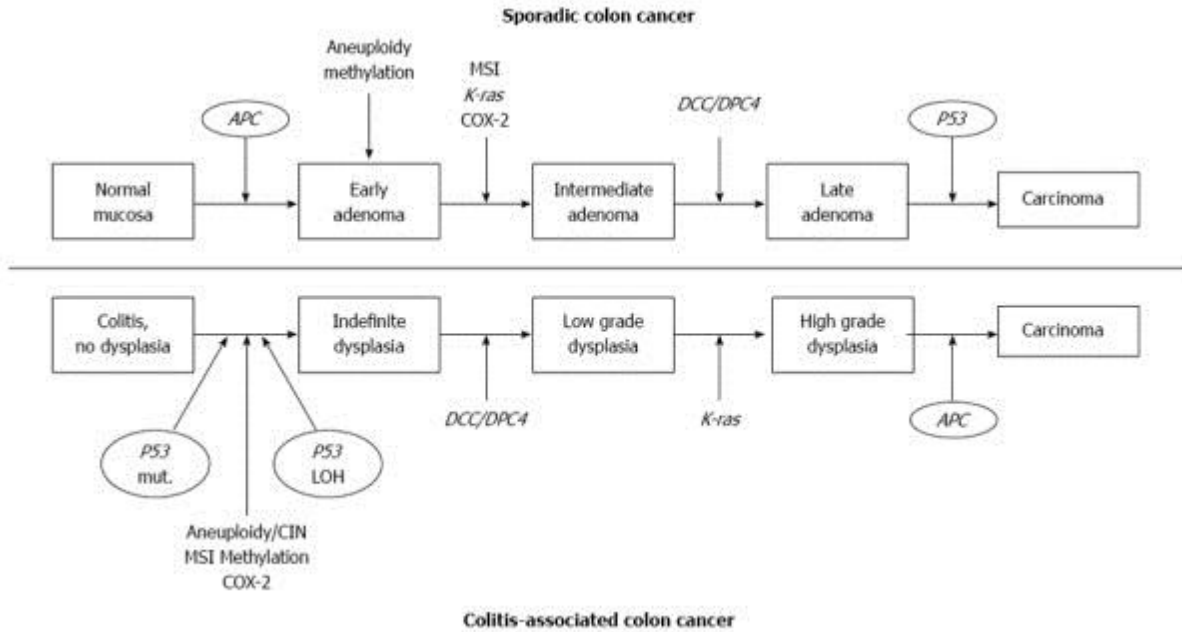 Sporadic colon cancer
Aneuploidy
methylation
MSI
K-ras
COX-2
DCC/DPC4
APC
P53
Normal
mucosa
Early
adenoma
Intermediate
adenoma
Late
adenoma
Carcinoma
Colitis,
no dysplasia
Indefinite
dysplasia
Low grade
dysplasia
High grade
dysplasia
Carcinoma
DCC/DPC4
K-ras
APC
P53
mut.
P53
LOH
Aneuploidy/CIN
MSI Methylation
COX-2
Colitis-associated colon cancer